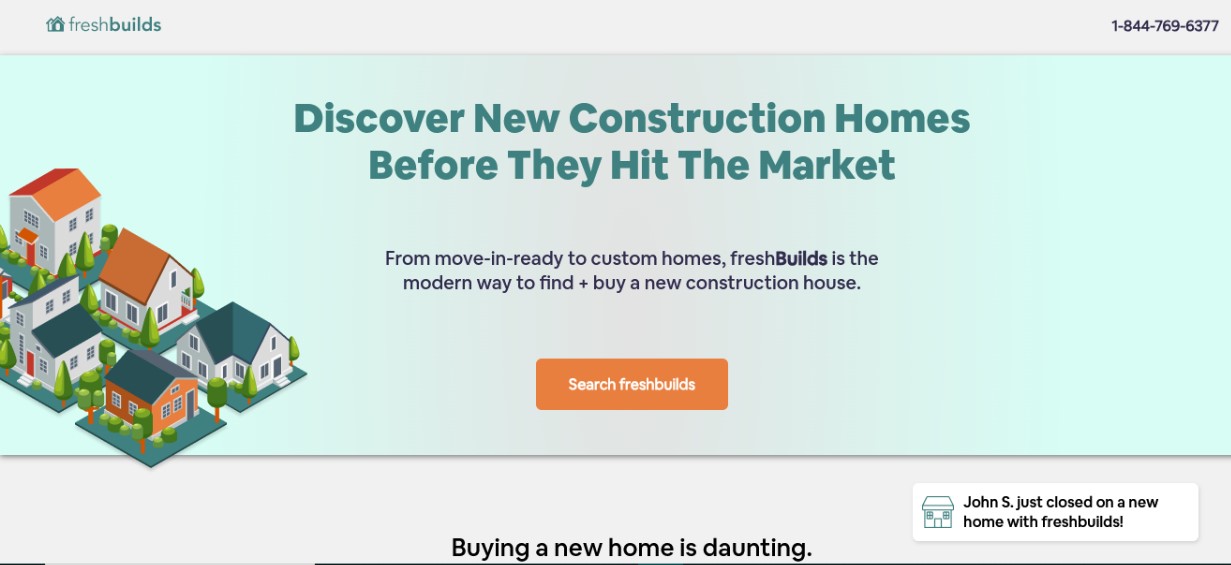 freshbuilds
1-844-769-6377
Discover New Construction Homes
Before They Hit The Market
From move-in-ready to custom homes, freshBuilds is the
modern way to find + buy a new construction house.
Search freshbuilds
John S. just closed on a new
home with freshbuilds!
Buying a new home is daunting.